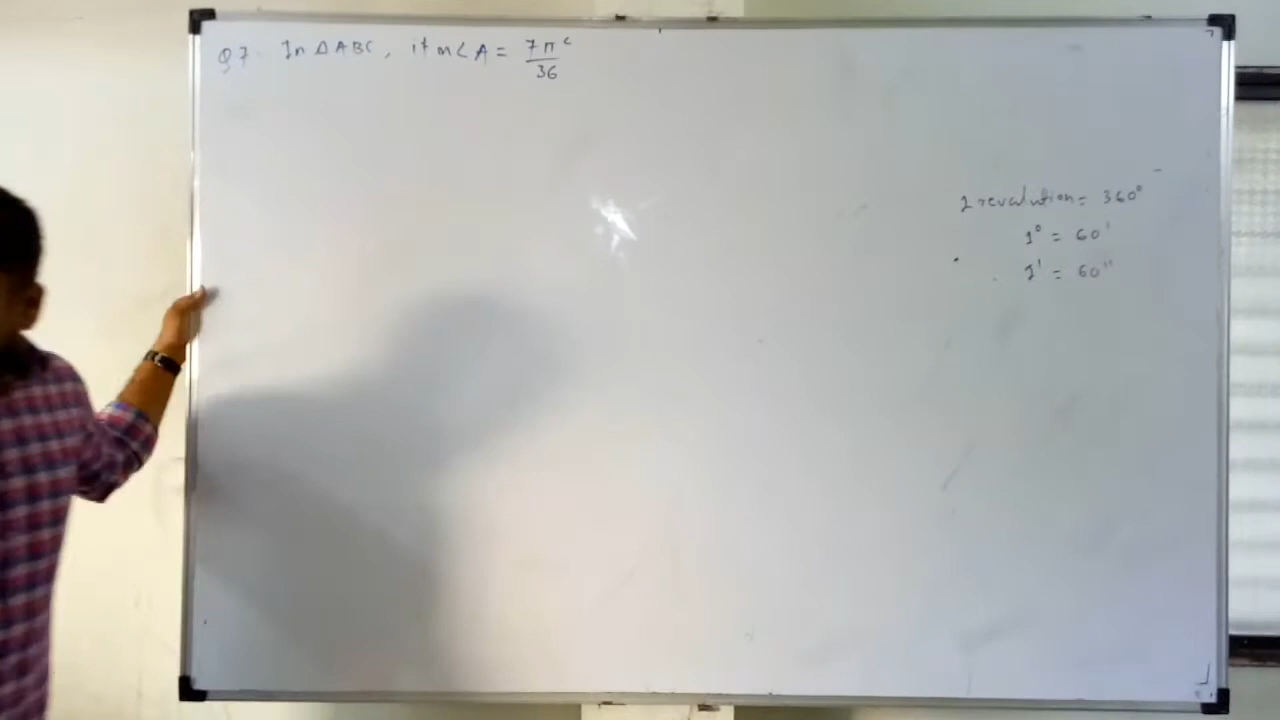 Q7. In △ABC, if m∠A = 7π^c/36
1 revolution = 360°
1° = 60'
1' = 60"